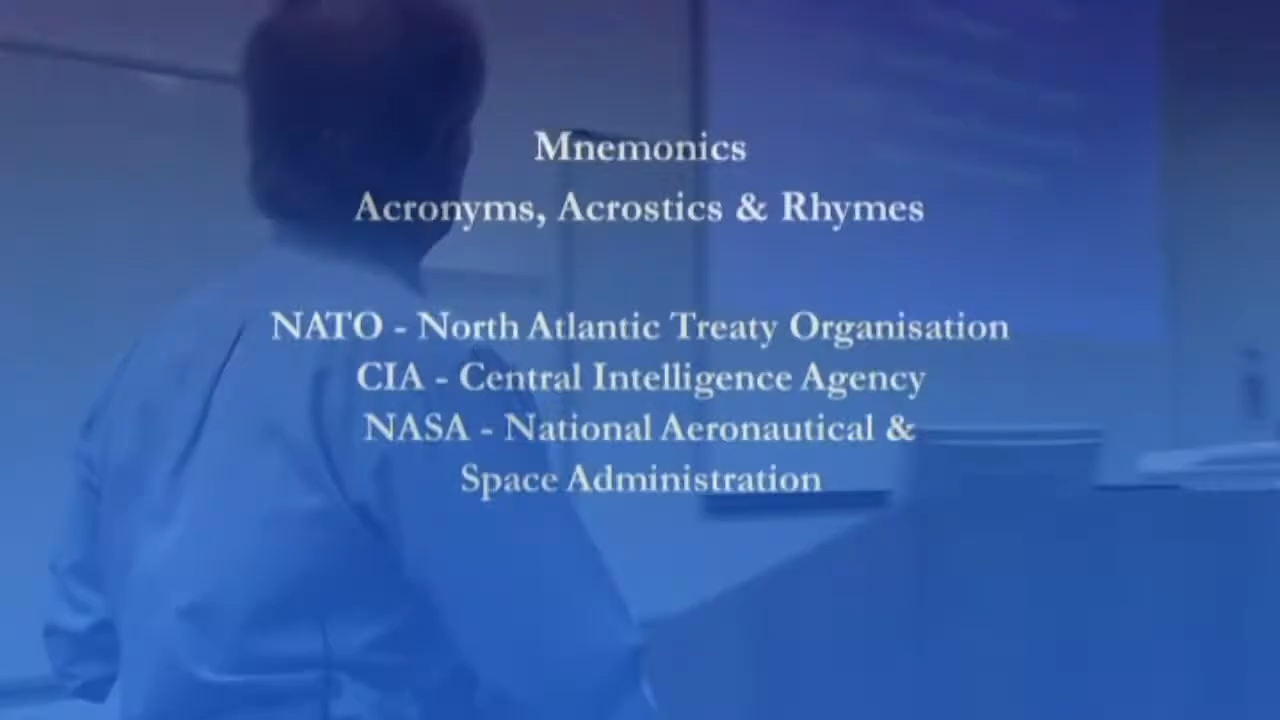 Mnemonics
Acronyms, Acrostics & Rhymes
NATO - North Atlantic Treaty Organisation
CIA - Central Intelligence Agency
NASA - National Aeronautical &
Space Administration